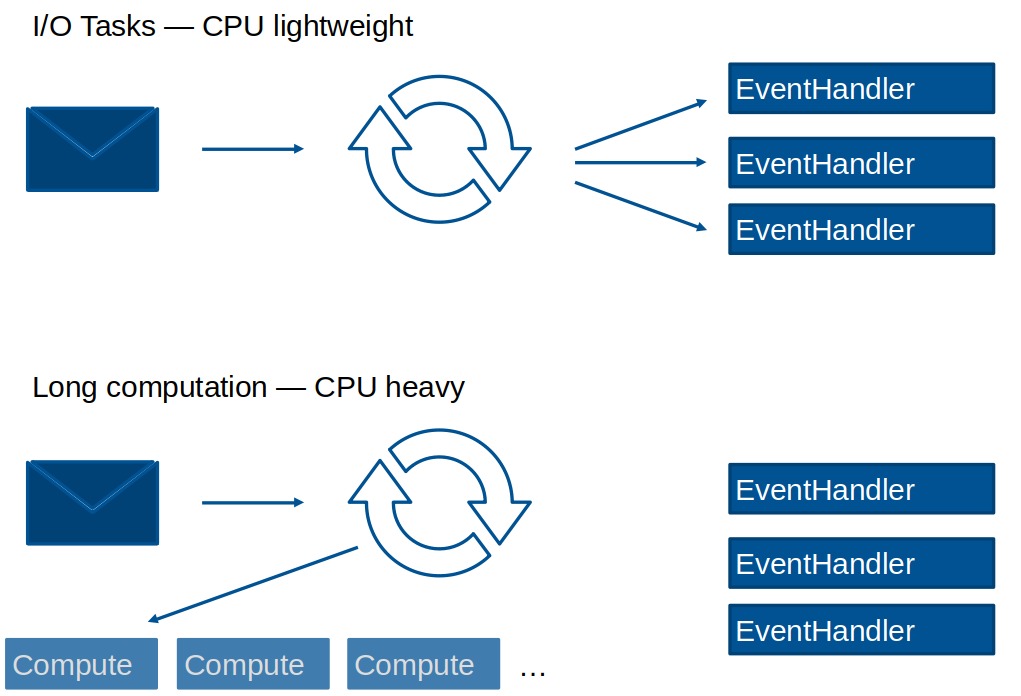 I/O Tasks — CPU lightweight
EventHandler
EventHandler
EventHandler
Long computation — CPU heavy
EventHandler
EventHandler
EventHandler
Compute Compute Compute ...